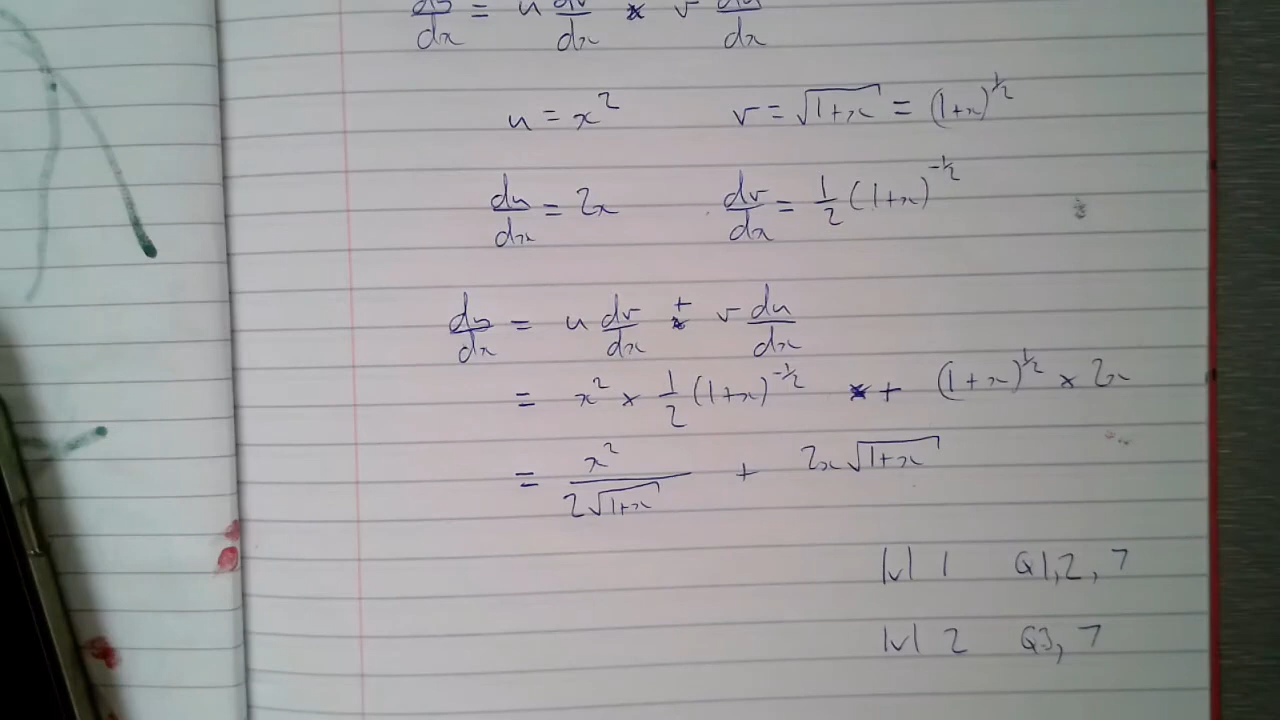 dy/dx = u dv/dx × v du/dx
u = x² v = √(1+x) = (1+x)^½
du/dx = 2x dv/dx = 1/2 (1+x)^-½
dy/dx = u dv/dx + v du/dx
= x² × 1/2 (1+x)^-½ + (1+x)^½ × 2x
= x²/(2√(1+x)) + 2x√(1+x)
lvl 1 Q1,2,7
lvl 2 Q3,7